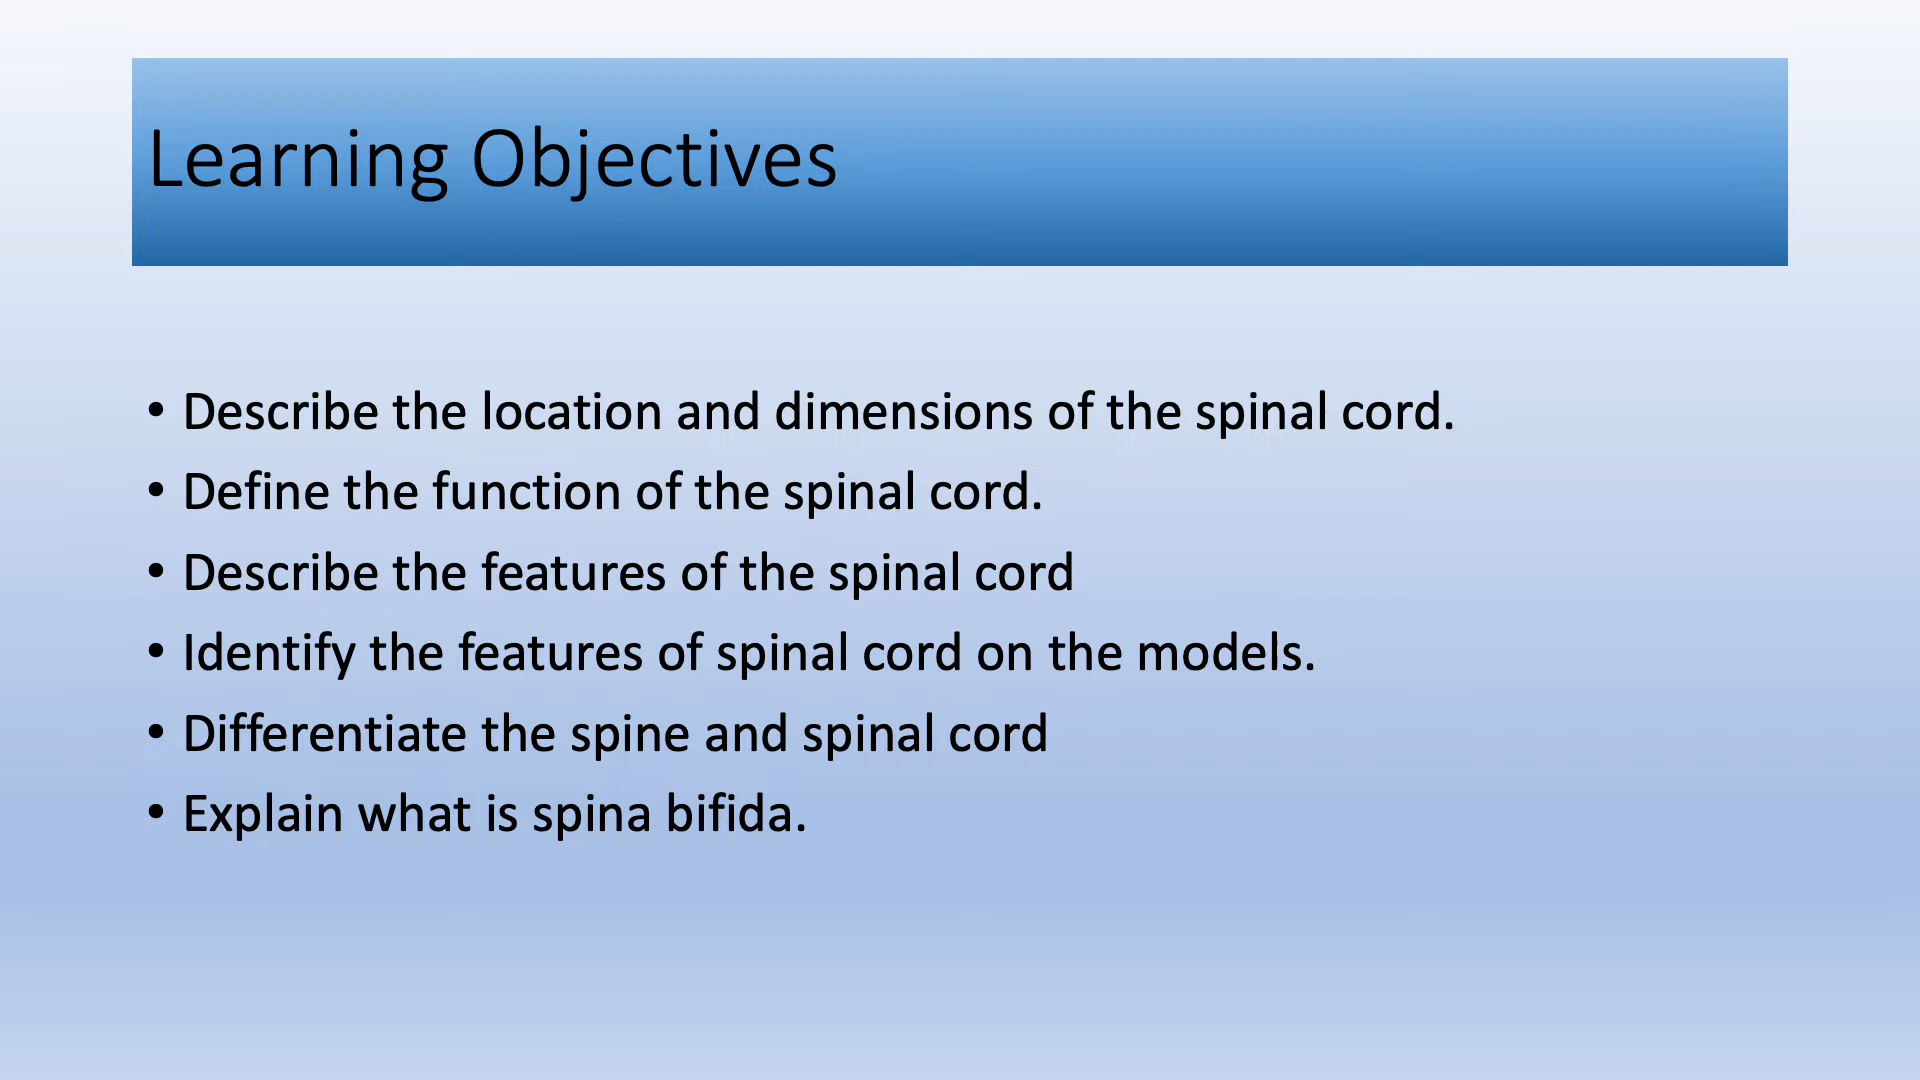 Learning Objectives
• Describe the location and dimensions of the spinal cord.
• Define the function of the spinal cord.
• Describe the features of the spinal cord
• Identify the features of spinal cord on the models.
• Differentiate the spine and spinal cord
• Explain what is spina bifida.